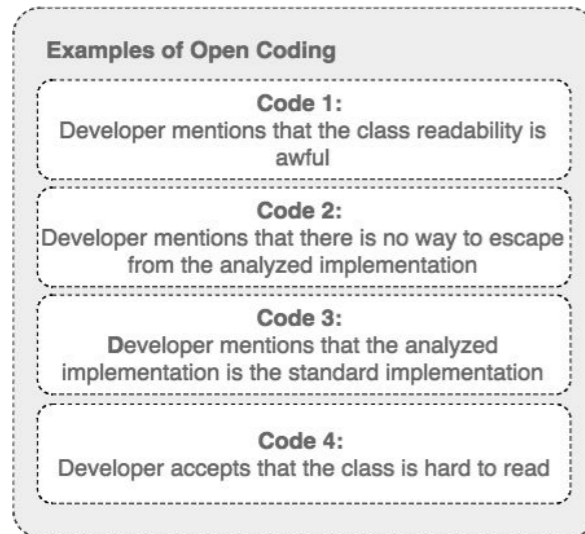 Examples of Open Coding
Code 1:
Developer mentions that the class readability is
awful
Code 2:
Developer mentions that there is no way to escape
from the analyzed implementation
Code 3:
Developer mentions that the analyzed
implementation is the standard implementation
Code 4:
Developer accepts that the class is hard to read